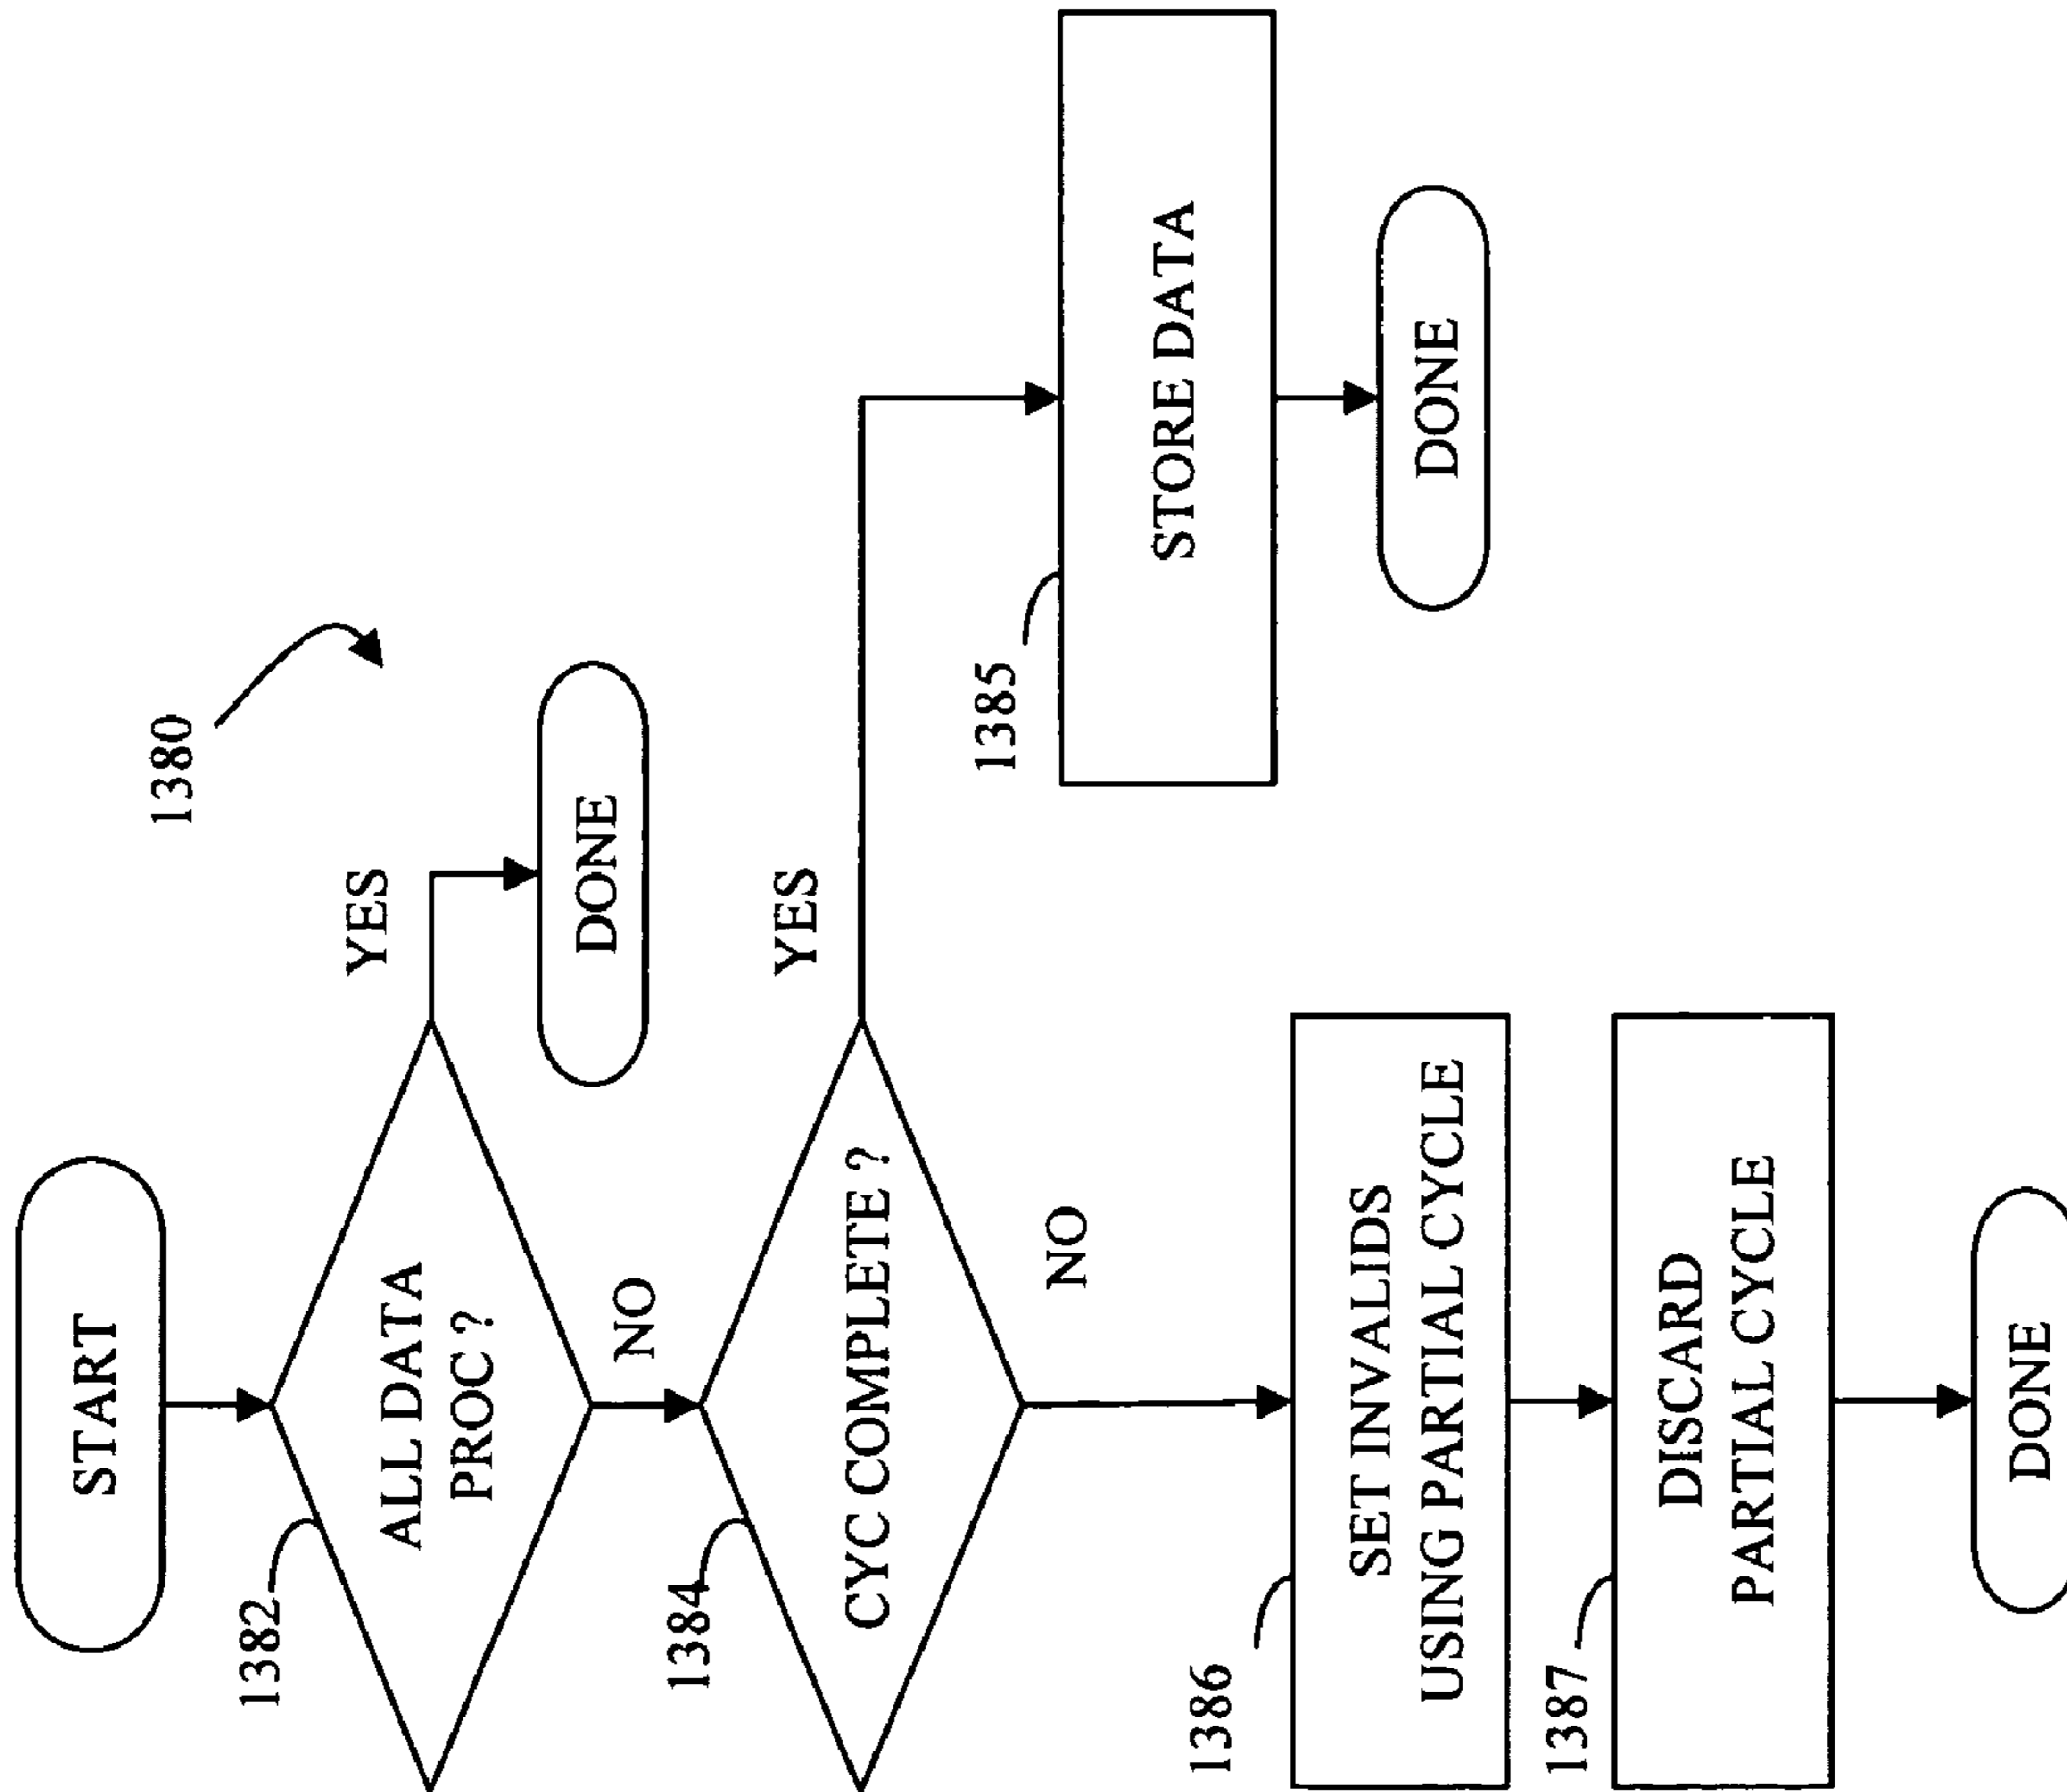 1380
START
1382
ALL DATA
PROC ?
YES
DONE
NO
1384
CYC COMPLETE ?
YES
1385
STORE DATA
DONE
NO
1386
SET INVALIDS
USING PARTIAL CYCLE
1387
DISCARD
PARTIAL CYCLE
DONE